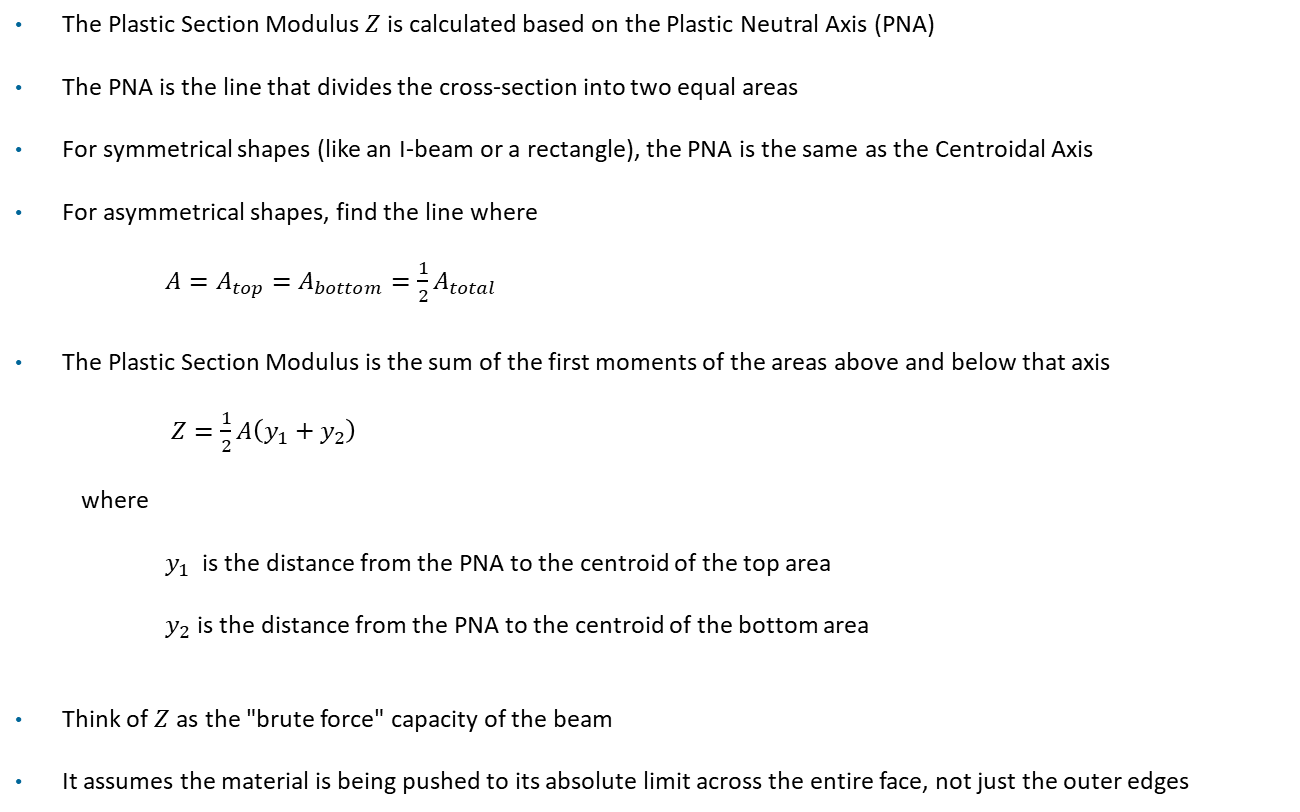 • The Plastic Section Modulus Z is calculated based on the Plastic Neutral Axis (PNA)
• The PNA is the line that divides the cross-section into two equal areas
• For symmetrical shapes (like an I-beam or a rectangle), the PNA is the same as the Centroidal Axis
• For asymmetrical shapes, find the line where
A = A_top = A_bottom = 1/2 A_total
• The Plastic Section Modulus is the sum of the first moments of the areas above and below that axis
Z = 1/2 A(y₁ + y₂)
where
y₁ is the distance from the PNA to the centroid of the top area
y₂ is the distance from the PNA to the centroid of the bottom area
• Think of Z as the "brute force" capacity of the beam
• It assumes the material is being pushed to its absolute limit across the entire face, not just the outer edges